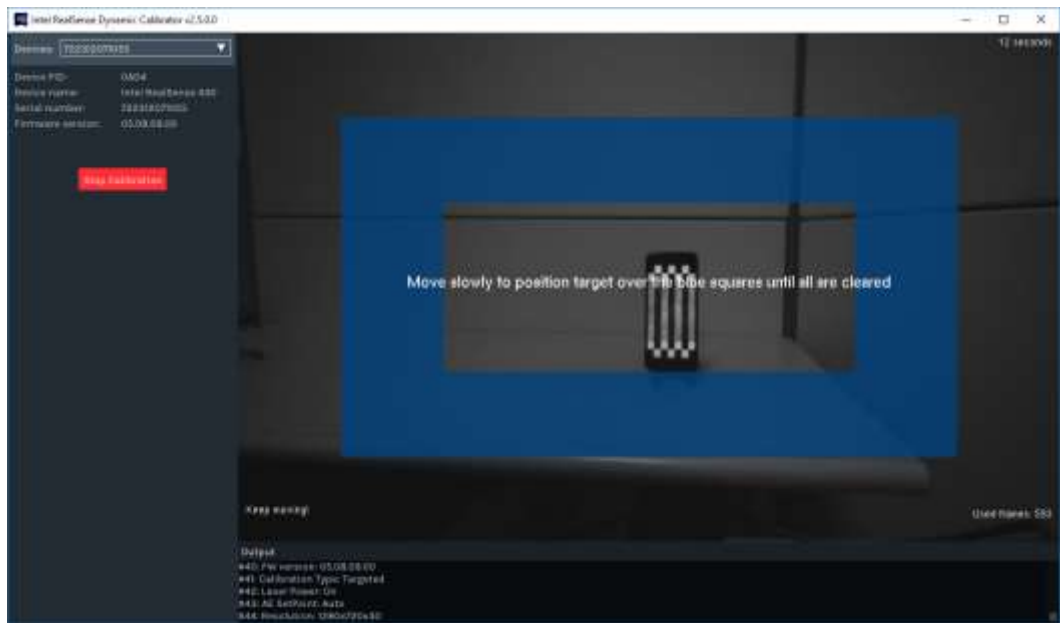 Intel RealSense Dynamic Calibrator v2.5.0.0
Devices:
12 seconds
Device PID: 0AD4
Device name: Intel RealSense
Serial number:
Firmware version: 05.08.08.00
Stop Calibration
Move slowly to position target over the blue squares until all are cleared
Keep moving!
Used frames:
Output
#40: FW version: 05.08.08.00
#41: Calibration Type: Targeted
#42: Laser Power: On
#43: AE SetPoint: Auto
#44: Resolution: 1280x720x30